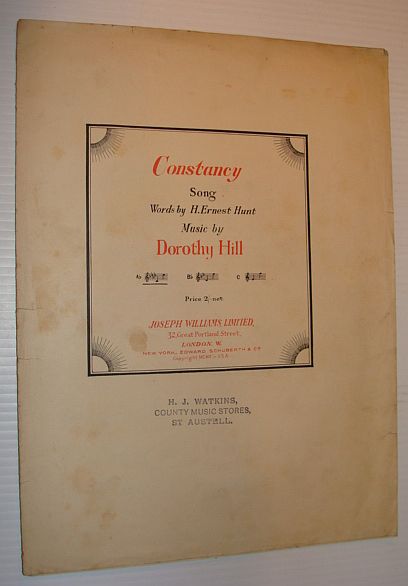 Constancy
Song
Words by H. Ernest Hunt
Music by
Dorothy Hill
A♭ B♭ C
Price 2/- net
JOSEPH WILLIAMS LIMITED,
32, Great Portland Street,
LONDON, W.
NEW YORK, EDWARD SCHUBERTH & Co
Copyright U.S.A.
H. J. WATKINS,
COUNTY MUSIC STORES,
ST AUSTELL.